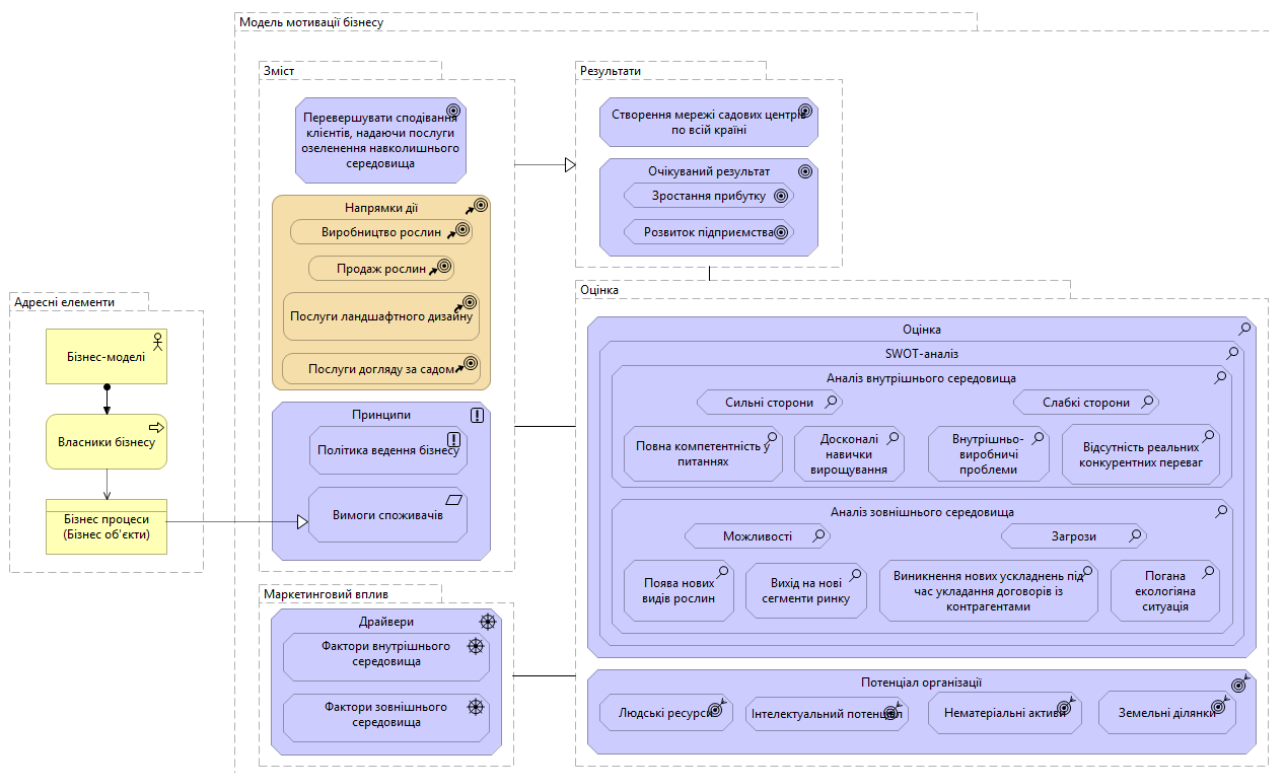 Модель мотивації бізнесу
Зміст
Перевершувати сподівання
клієнтів, надаючи послуги
озеленення навколишнього
середовища
Напрямки дії
Виробництво рослин
Продаж рослин
Послуги ландшафтного дизайну
Послуги догляду за садом
Принципи
Політика ведення бізнесу
Вимоги споживачів
Результати
Створення мережі садових центрів
по всій країні
Очікуваний результат
Зростання прибутку
Розвиток підприємства
Адресні елементи
Бізнес-моделі
Власники бізнесу
Бізнес процеси
(Бізнес об'єкти)
Оцінка
Оцінка
SWOT-аналіз
Аналіз внутрішнього середовища
Сильні сторони
Слабкі сторони
Повна компетентність у
питаннях
Досконалі
навички
вирощування
Внутрішньо-
виробничі
проблеми
Відсутність реальних
конкурентних переваг
Аналіз зовнішнього середовища
Можливості
Загрози
Поява нових
видів рослин
Вихід на нові
сегменти ринку
Виникнення нових ускладнень під
час укладання договорів із
контрагентами
Погана
екологіяна
ситуація
Маркетинговий вплив
Драйвери
Фактори внутрішнього
середовища
Фактори зовнішнього
середовища
Потенціал організації
Людські ресурси
Інтелектуальний потенціал
Нематеріальні активи
Земельні ділянки